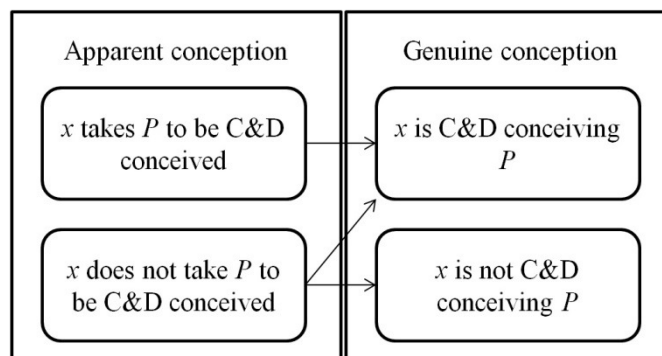 Apparent conception
x takes P to be C&D
conceived
x does not take P to
be C&D conceived
Genuine conception
x is C&D conceiving
P
x is not C&D
conceiving P